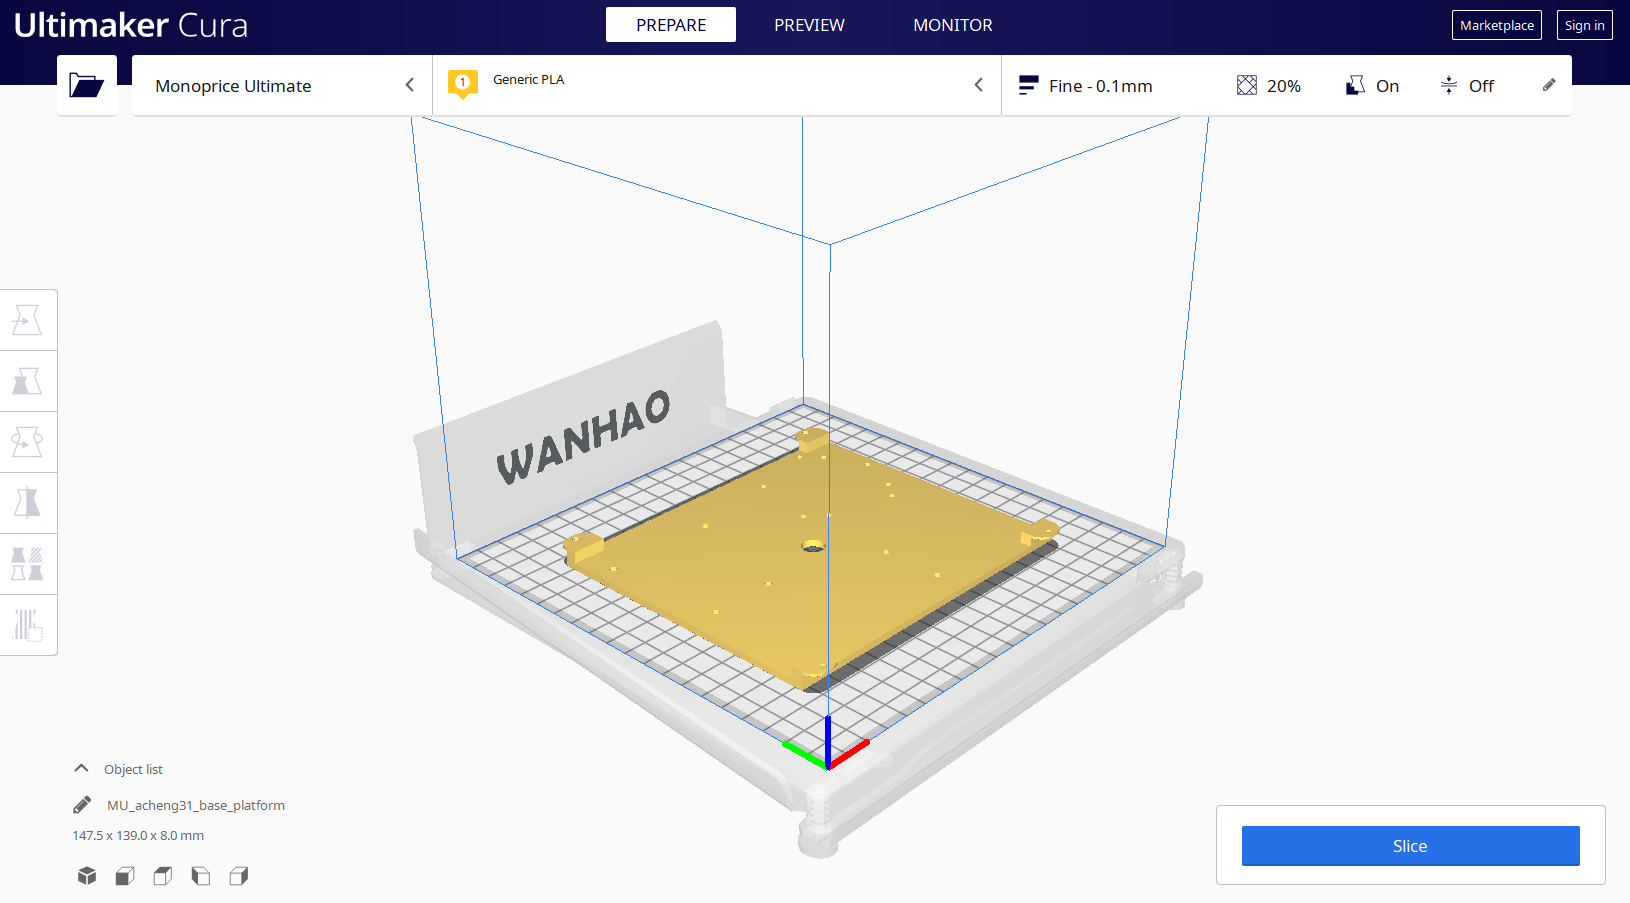 Ultimaker Cura
PREPARE
PREVIEW
MONITOR
Marketplace
Sign in
Monoprice Ultimate
1
Generic PLA
Fine - 0.1mm
20%
On
Off
WANHAO
Object list
MU_acheng31_base_platform
147.5 x 139.0 x 8.0 mm
Slice